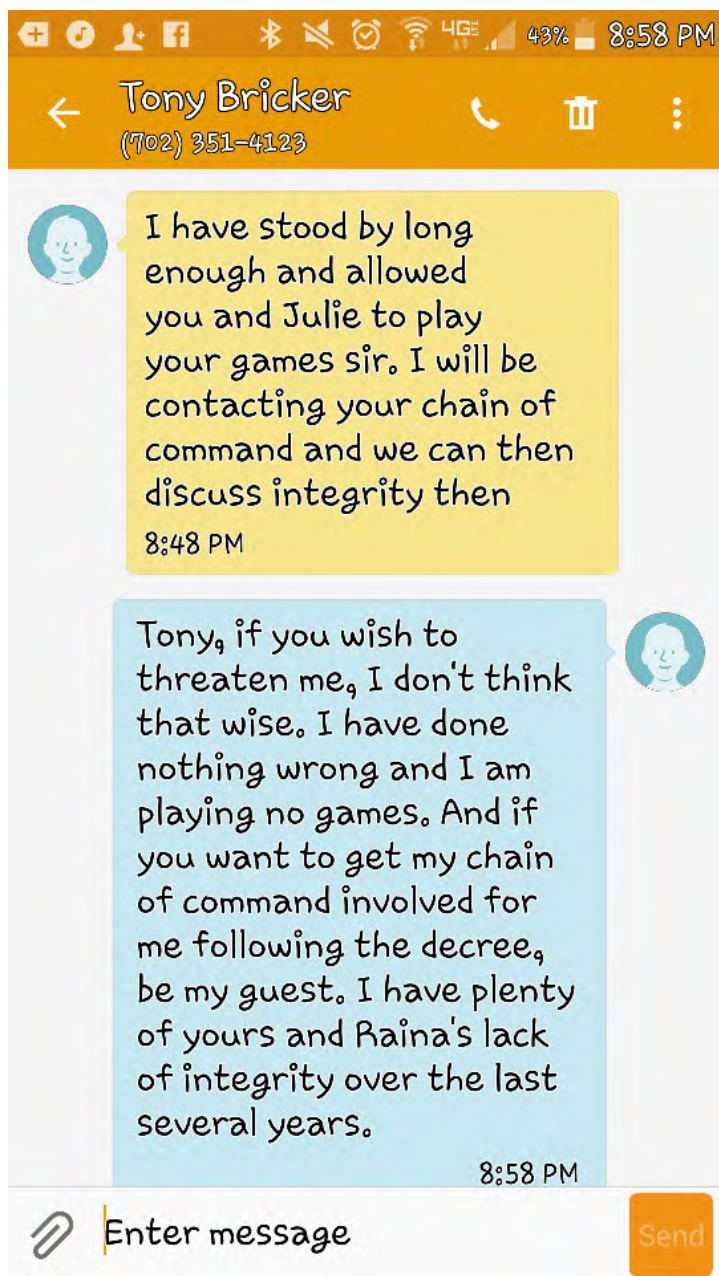 4G 43% 8:58 PM
Tony Bricker
(702) 351-4123
I have stood by long
enough and allowed
you and Julie to play
your games sir. I will be
contacting your chain of
command and we can then
discuss integrity then
8:48 PM
Tony, if you wish to
threaten me, I don't think
that wise. I have done
nothing wrong and I am
playing no games. And if
you want to get my chain
of command involved for
me following the decree,
be my guest. I have plenty
of yours and Raina's lack
of integrity over the last
several years.
8:58 PM
Enter message
Send